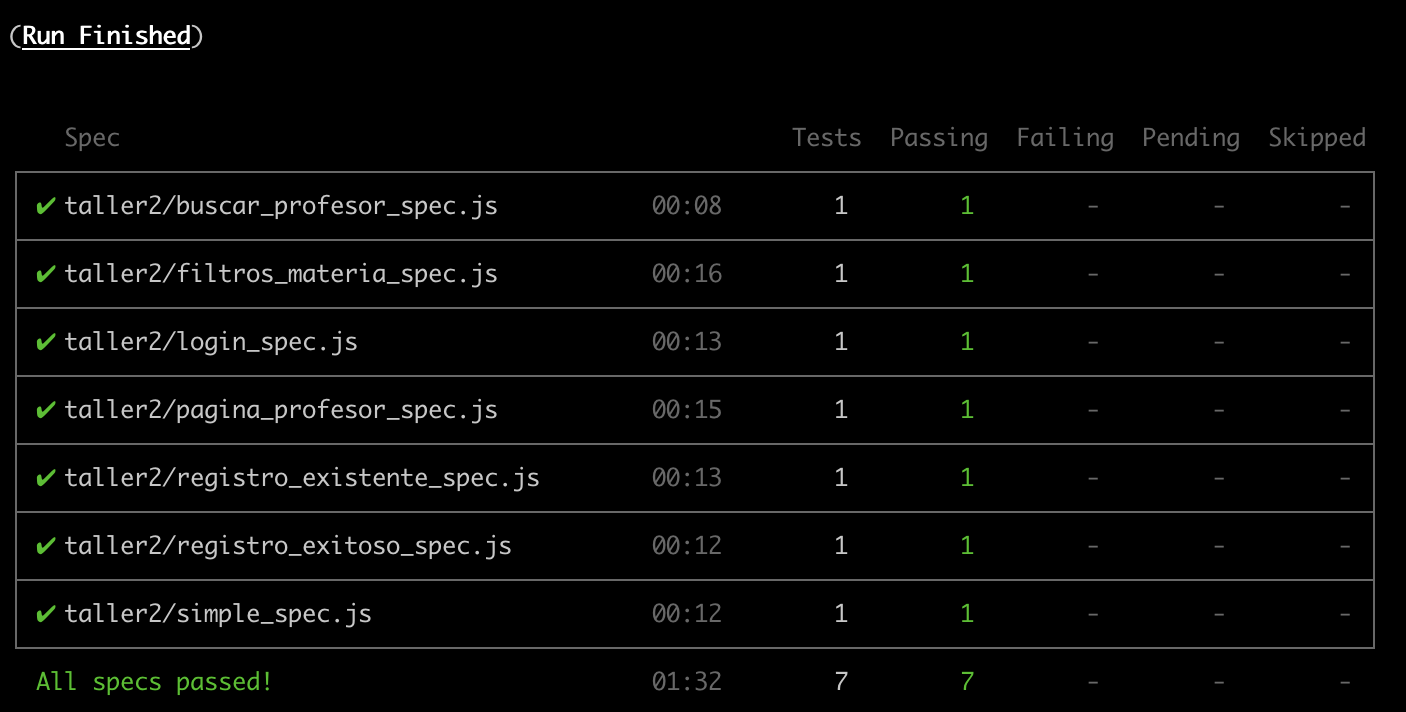 (Run Finished)
Spec Tests Passing Failing Pending Skipped
✔ taller2/buscar_profesor_spec.js 00:08 1 1 - - -
✔ taller2/filtros_materia_spec.js 00:16 1 1 - - -
✔ taller2/login_spec.js 00:13 1 1 - - -
✔ taller2/pagina_profesor_spec.js 00:15 1 1 - - -
✔ taller2/registro_existente_spec.js 00:13 1 1 - - -
✔ taller2/registro_exitoso_spec.js 00:12 1 1 - - -
✔ taller2/simple_spec.js 00:12 1 1 - - -
All specs passed! 01:32 7 7 - - -